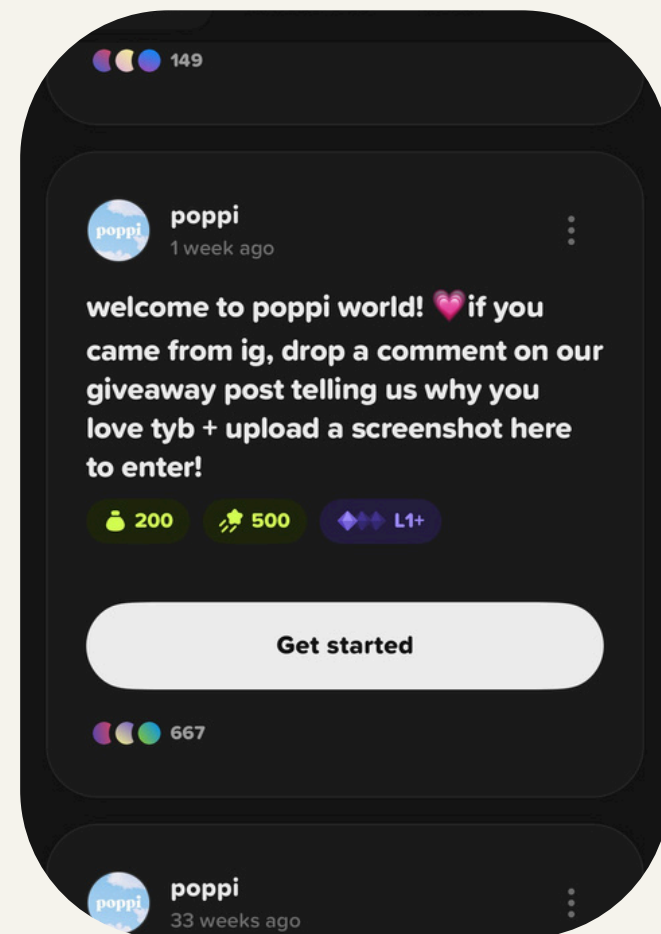 149
poppi
poppi
1 week ago
welcome to poppi world! 💗if you
came from ig, drop a comment on our
giveaway post telling us why you
love tyb + upload a screenshot here
to enter!
200 500 L1+
Get started
667
poppi
poppi
33 weeks ago